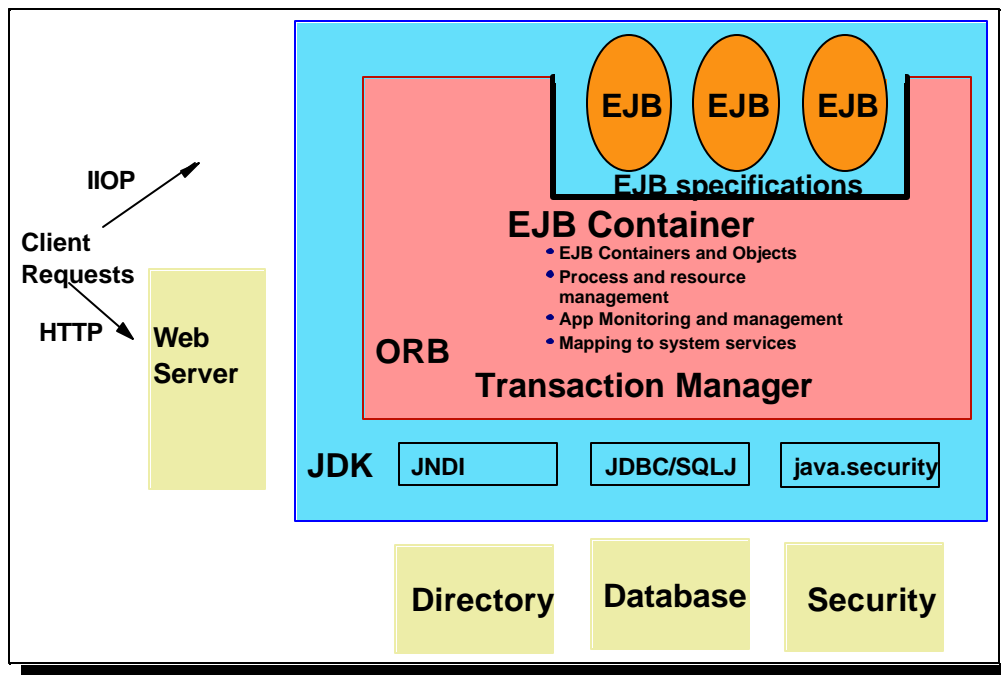 EJB
EJB
EJB
EJB specifications
IIOP
EJB Container
Client
Requests
• EJB Containers and Objects
• Process and resource
management
• App Monitoring and management
• Mapping to system services
HTTP
Web
Server
ORB
Transaction Manager
JDK
JNDI
JDBC/SQLJ
java.security
Directory
Database
Security